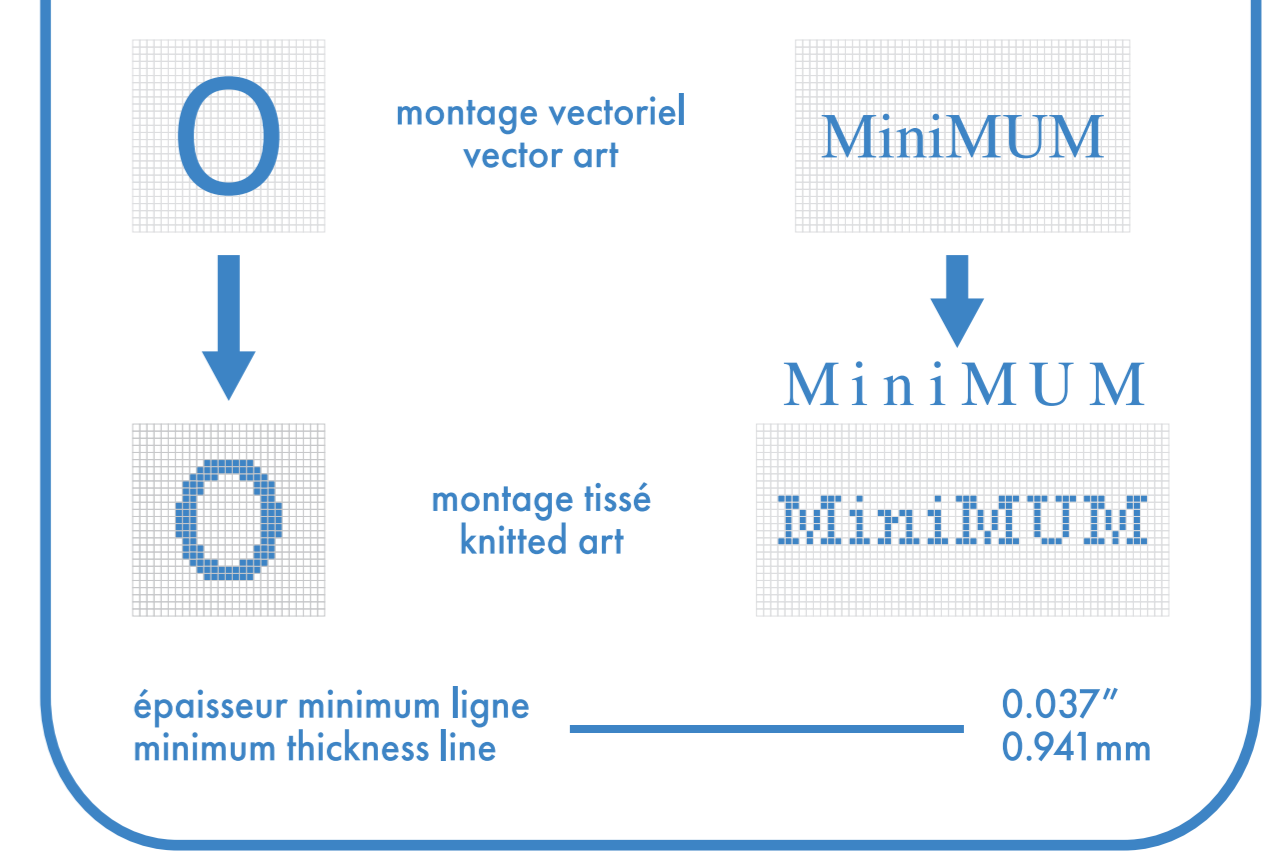 O
montage vectoriel
vector art
MiniMUM
MiniMUM
O
montage tissé
knitted art
MiniMUM
épaisseur minimum ligne
minimum thickness line
0.037"
0.941mm